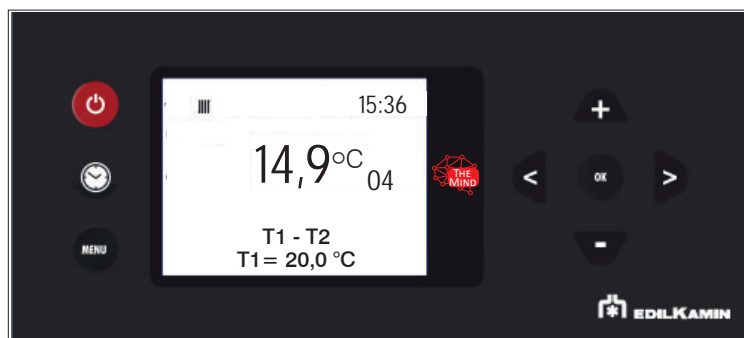 15:36
14,9°C 04
THE
MIND
OK
MENU
T1 - T2
T1= 20,0 °C
EDILKAMIN